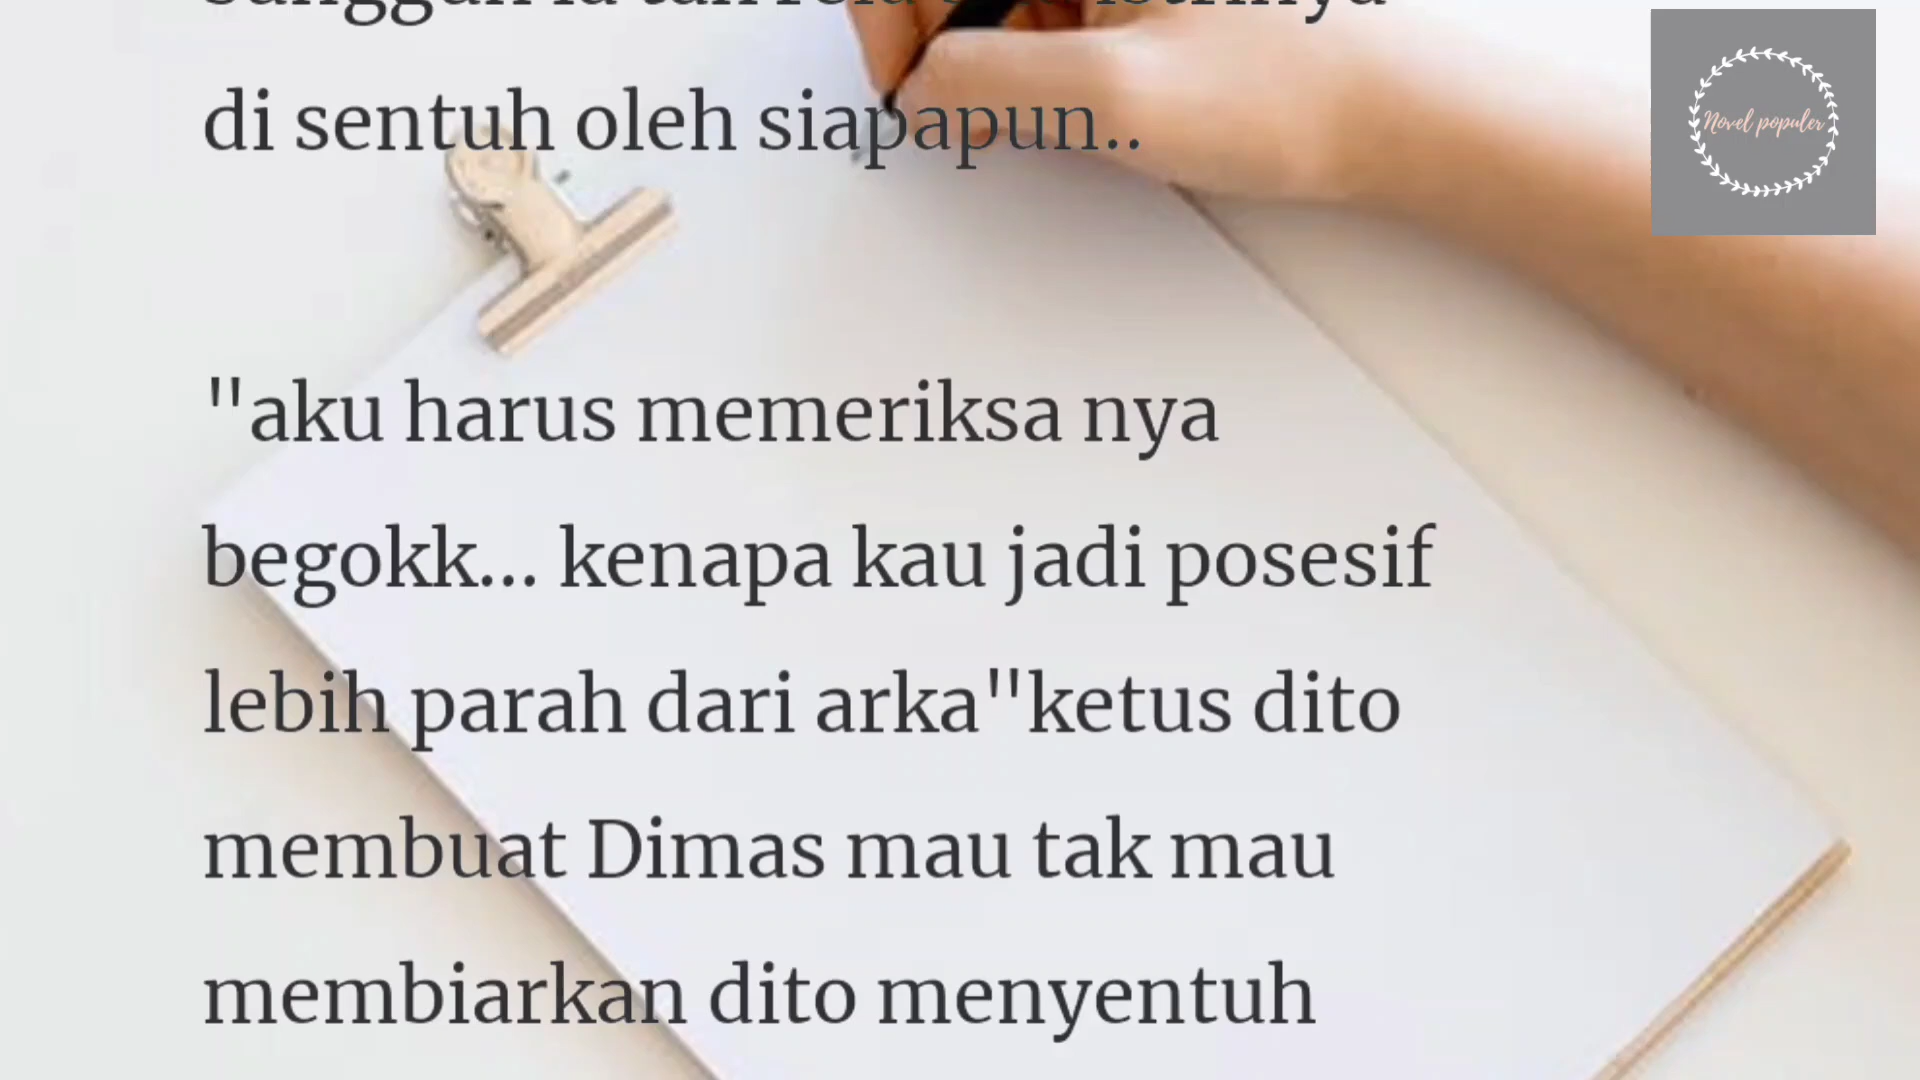 di sentuh oleh siapapun..
"aku harus memeriksa nya
begokk... kenapa kau jadi posesif
lebih parah dari arka"ketus dito
membuat Dimas mau tak mau
membiarkan dito menyentuh
Novel populer